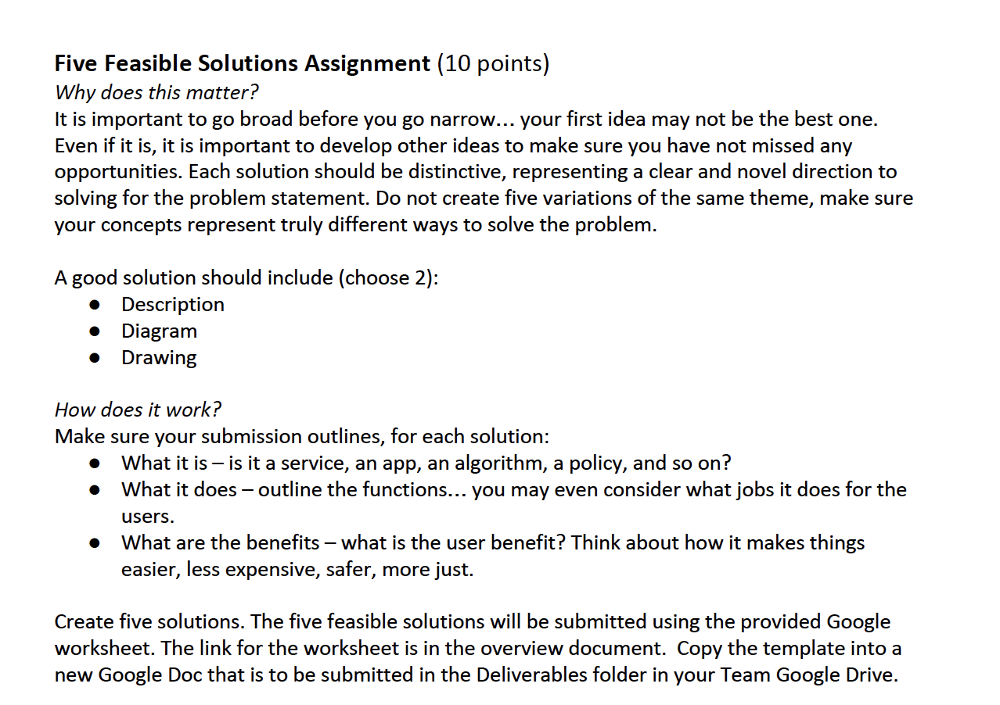 Five Feasible Solutions Assignment (10 points)
Why does this matter?
It is important to go broad before you go narrow... your first idea may not be the best one.
Even if it is, it is important to develop other ideas to make sure you have not missed any
opportunities. Each solution should be distinctive, representing a clear and novel direction to
solving for the problem statement. Do not create five variations of the same theme, make sure
your concepts represent truly different ways to solve the problem.
A good solution should include (choose 2):
● Description
● Diagram
● Drawing
How does it work?
Make sure your submission outlines, for each solution:
● What it is – is it a service, an app, an algorithm, a policy, and so on?
● What it does – outline the functions... you may even consider what jobs it does for the
users.
● What are the benefits – what is the user benefit? Think about how it makes things
easier, less expensive, safer, more just.
Create five solutions. The five feasible solutions will be submitted using the provided Google
worksheet. The link for the worksheet is in the overview document.  Copy the template into a
new Google Doc that is to be submitted in the Deliverables folder in your Team Google Drive.